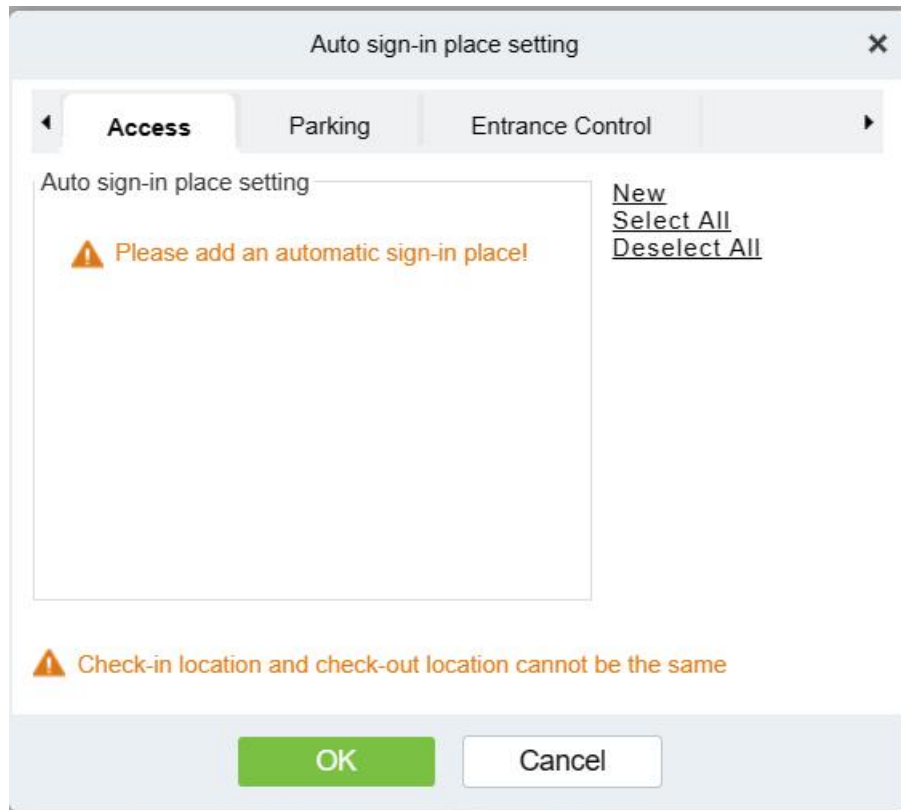 Auto sign-in place setting
Access
Parking
Entrance Control
Auto sign-in place setting
Please add an automatic sign-in place!
New
Select All
Deselect All
Check-in location and check-out location cannot be the same
OK
Cancel